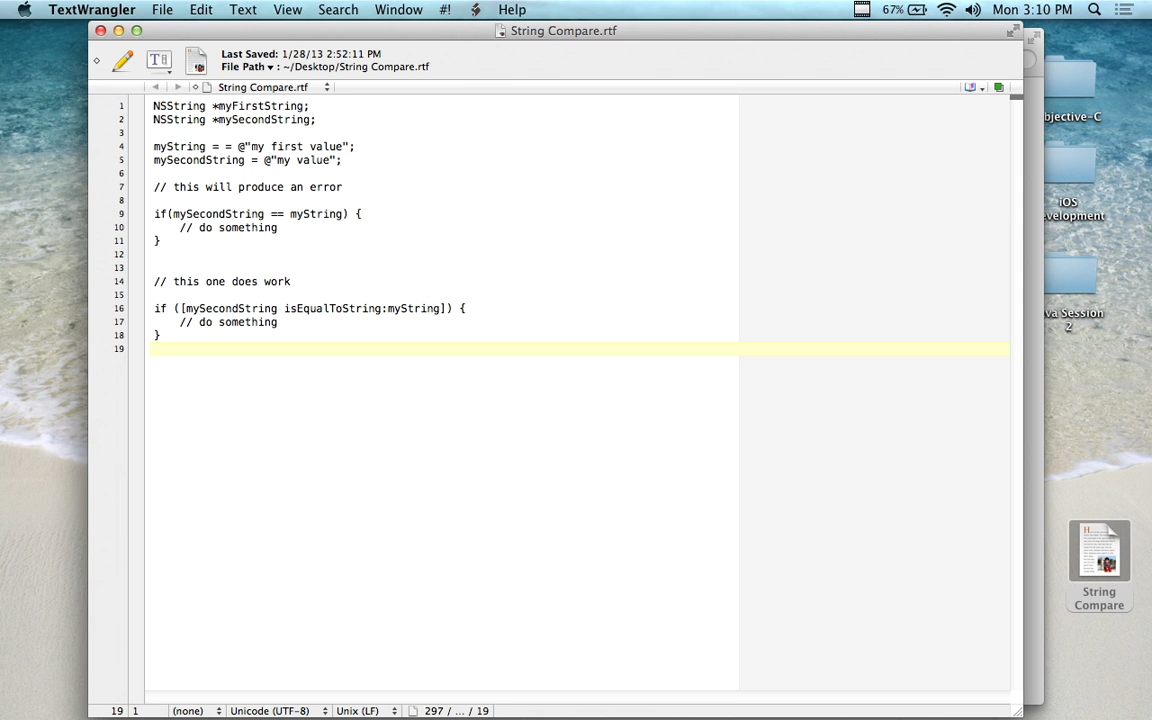 TextWrangler File Edit Text View Search Window #! Help 67% Mon 3:10 PM
String Compare.rtf
Last Saved: 1/28/13 2:52:11 PM
File Path ▾ : ~/Desktop/String Compare.rtf
String Compare.rtf
1 NSString *myFirstString;
2 NSString *mySecondString;
3
4 myString = = @"my first value";
5 mySecondString = @"my value";
6
7 // this will produce an error
8
9 if(mySecondString == myString) {
10 // do something
11 }
12
13
14 // this one does work
15
16 if ([mySecondString isEqualToString:myString]) {
17 // do something
18 }
19
bjective-C
iOS
evelopment
va Session
2
String
Compare
19 1 (none) Unicode (UTF-8) Unix (LF) 297 / ... / 19